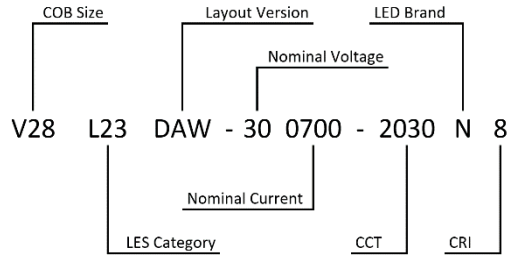 COB Size Layout Version LED Brand
Nominal Voltage
V28 L23 DAW - 30 0700 - 2030 N 8
Nominal Current
LES Category CCT CRI